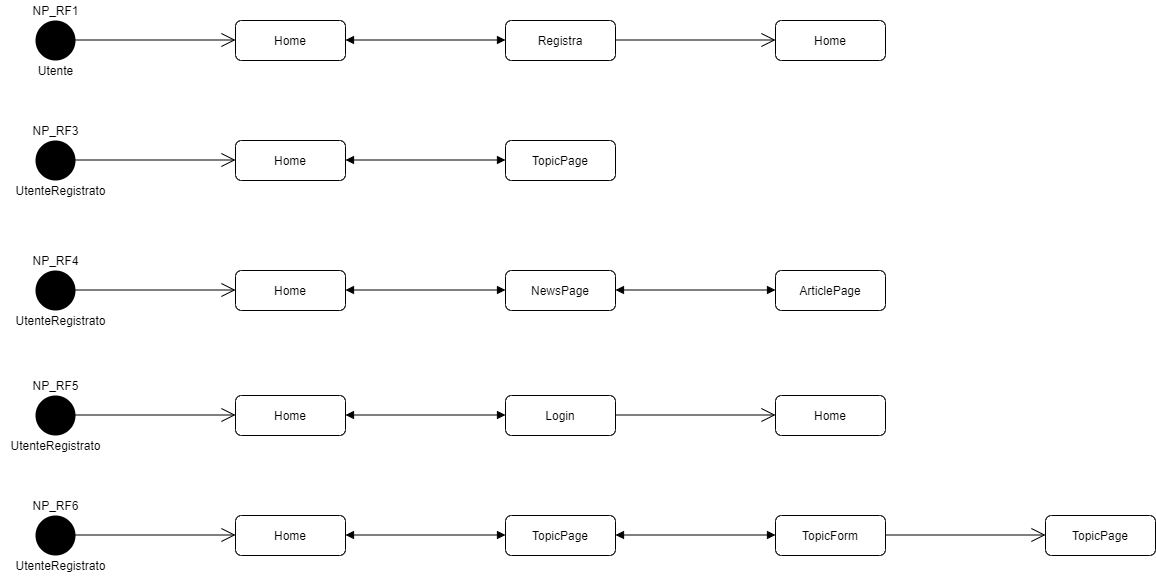 NP_RF1
Home
Registra
Home
Utente
NP_RF3
Home
TopicPage
UtenteRegistrato
NP_RF4
Home
NewsPage
ArticlePage
UtenteRegistrato
NP_RF5
Home
Login
Home
UtenteRegistrato
NP_RF6
Home
TopicPage
TopicForm
TopicPage
UtenteRegistrato